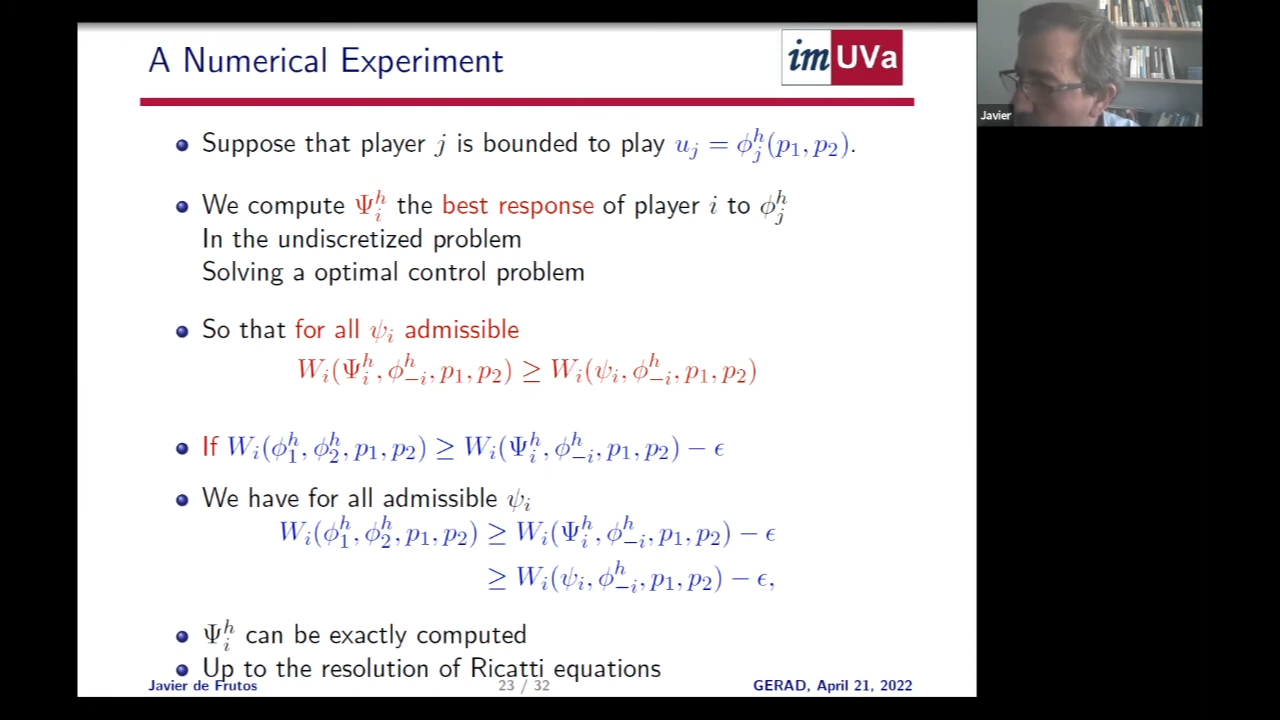 A Numerical Experiment
im UVa
Javier
Suppose that player j is bounded to play u_j = ϕ_j^h(p_1, p_2).
We compute Ψ_i^h the best response of player i to ϕ_j^h
In the undiscretized problem
Solving a optimal control problem
So that for all ψ_i admissible
W_i(Ψ_i^h, ϕ_{-i}^h, p_1, p_2) ≥ W_i(ψ_i, ϕ_{-i}^h, p_1, p_2)
If W_i(ϕ_1^h, ϕ_2^h, p_1, p_2) ≥ W_i(Ψ_i^h, ϕ_{-i}^h, p_1, p_2) − ϵ
We have for all admissible ψ_i
W_i(ϕ_1^h, ϕ_2^h, p_1, p_2) ≥ W_i(Ψ_i^h, ϕ_{-i}^h, p_1, p_2) − ϵ
≥ W_i(ψ_i, ϕ_{-i}^h, p_1, p_2) − ϵ,
Ψ_i^h can be exactly computed
Up to the resolution of Ricatti equations
Javier de Frutos 23 / 32 GERAD, April 21, 2022